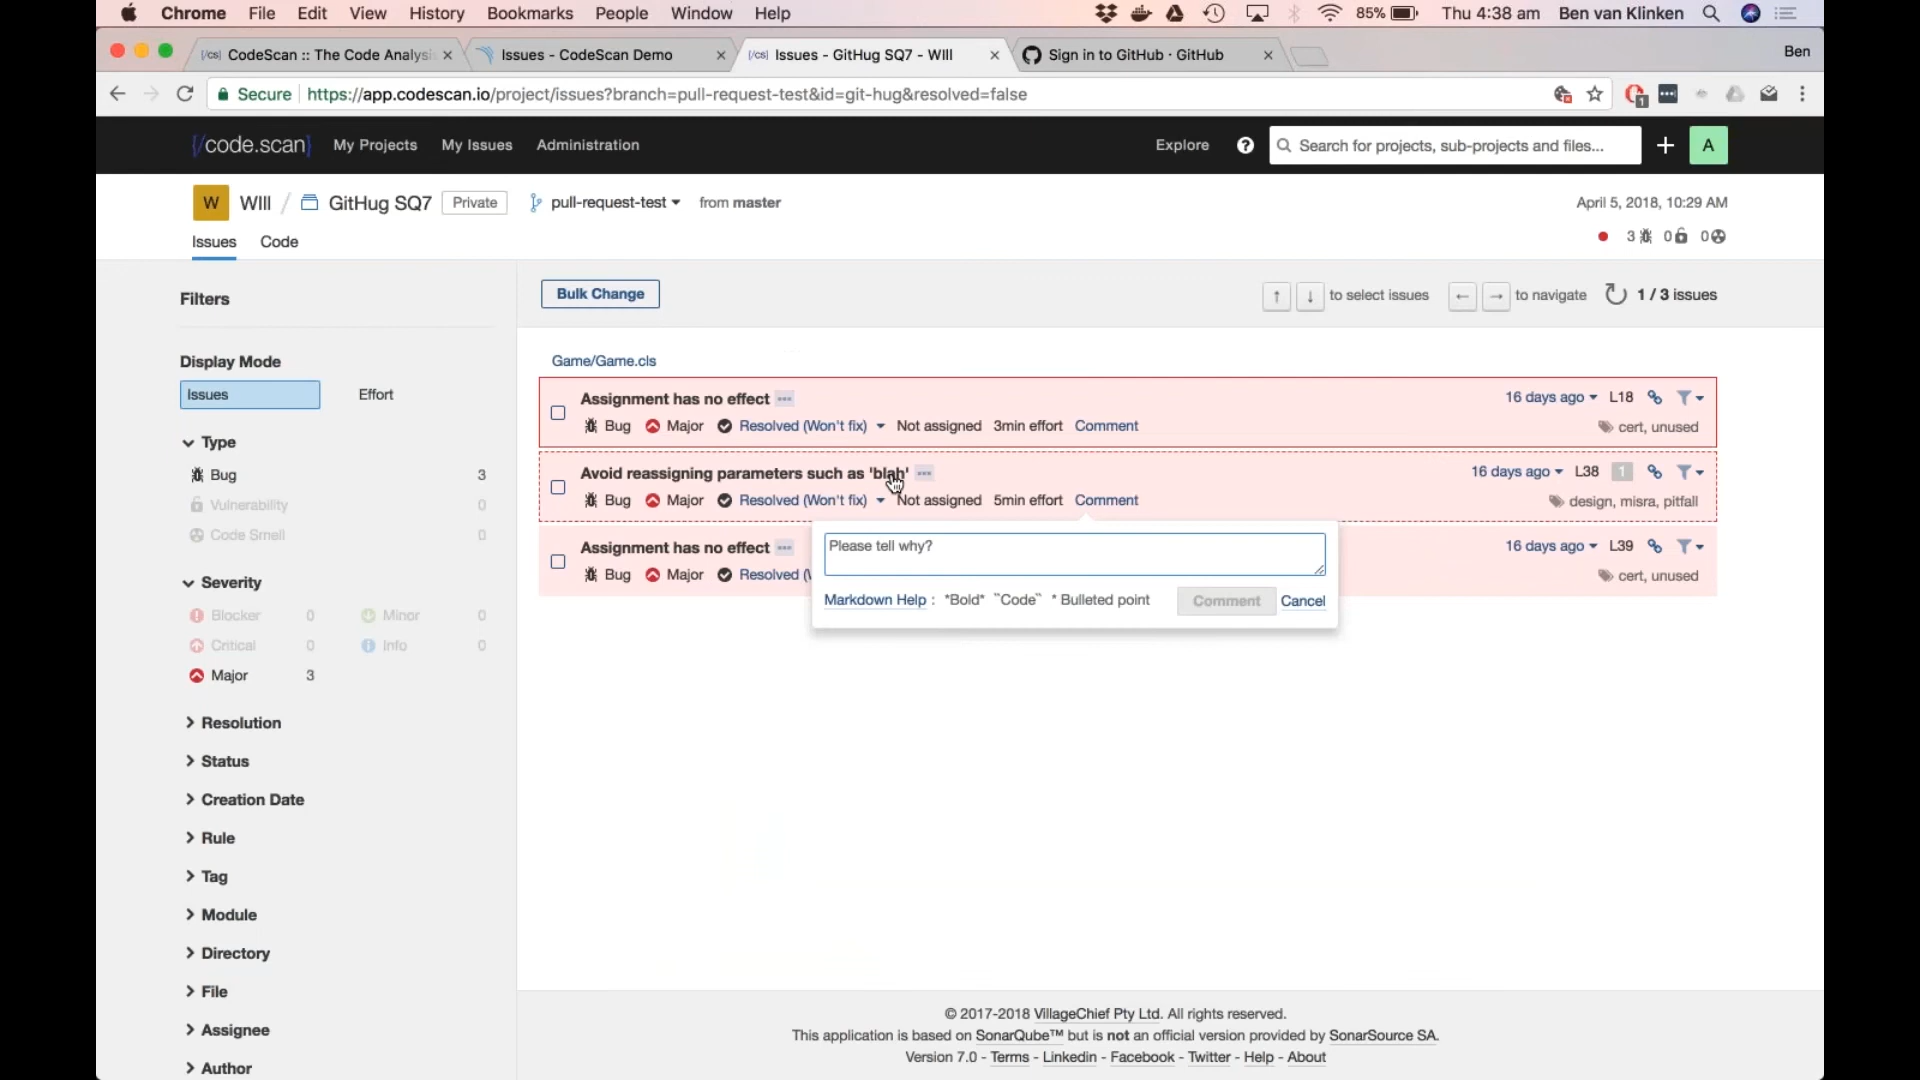 Chrome File Edit View History Bookmarks People Window Help 85% Thu 4:38 am Ben van Klinken
[/cs] CodeScan :: The Code Analysis Issues - CodeScan Demo [/cs] Issues - GitHug SQ7 - WIll Sign in to GitHub · GitHub Ben
Secure https://app.codescan.io/project/issues?branch=pull-request-test&id=git-hug&resolved=false 1
[/code.scan] My Projects My Issues Administration Explore ? Search for projects, sub-projects and files... + A
W WIll / GitHug SQ7 Private pull-request-test from master April 5, 2018, 10:29 AM
3 0 0
Issues Code
Filters
Display Mode
Issues Effort
Type
Bug 3
Vulnerability 0
Code Smell 0
Severity
Blocker 0 Minor 0
Critical 0 Info 0
Major 3
Resolution
Status
Creation Date
Rule
Tag
Module
Directory
File
Assignee
Author
Bulk Change ↑ ↓ to select issues ← → to navigate 1 / 3 issues
Game/Game.cls
Assignment has no effect ••• 16 days ago L18
Bug Major Resolved (Won't fix) Not assigned 3min effort Comment cert, unused
Avoid reassigning parameters such as 'blah' ••• 16 days ago L38 1
Bug Major Resolved (Won't fix) Not assigned 5min effort Comment design, misra, pitfall
Assignment has no effect ••• 16 days ago L39
Bug Major Resolved (W cert, unused
Please tell why?
Markdown Help : *Bold* ``Code`` * Bulleted point Comment Cancel
© 2017-2018 VillageChief Pty Ltd. All rights reserved.
This application is based on SonarQube™ but is not an official version provided by SonarSource SA.
Version 7.0 - Terms - Linkedin - Facebook - Twitter - Help - About